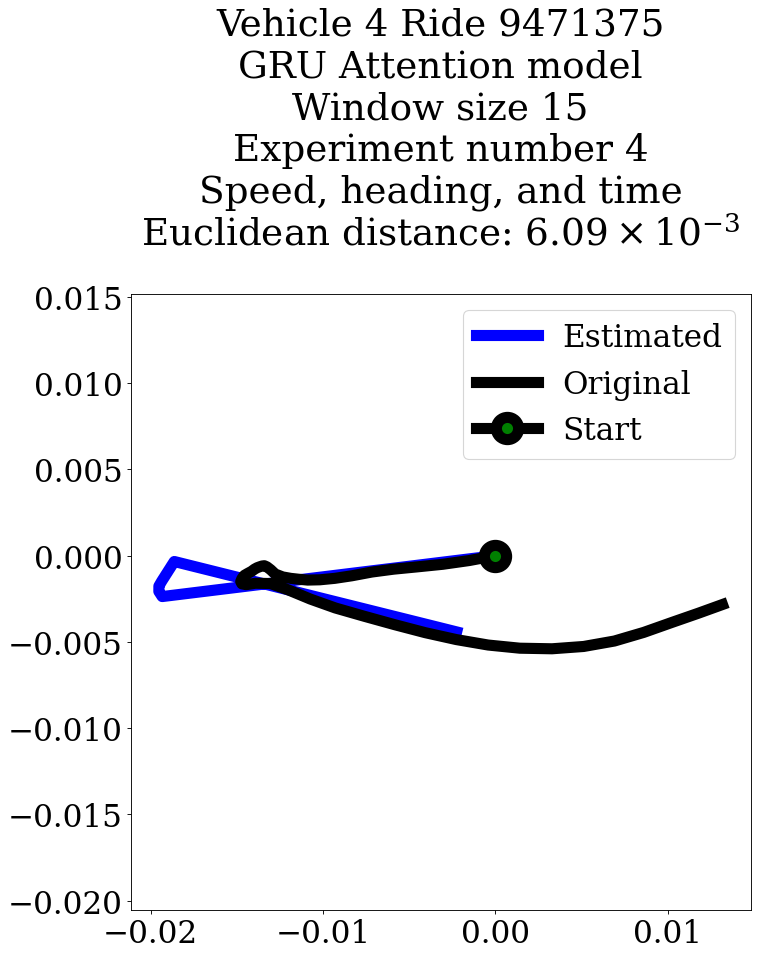 Vehicle 4 Ride 9471375
GRU Attention model
Window size 15
Experiment number 4
Speed, heading, and time
Euclidean distance: 6.09 × 10⁻³
0.015
Estimated
0.010
Original
0.005
Start
0.000
−0.005
−0.010
−0.015
−0.020
−0.02 −0.01 0.00 0.01